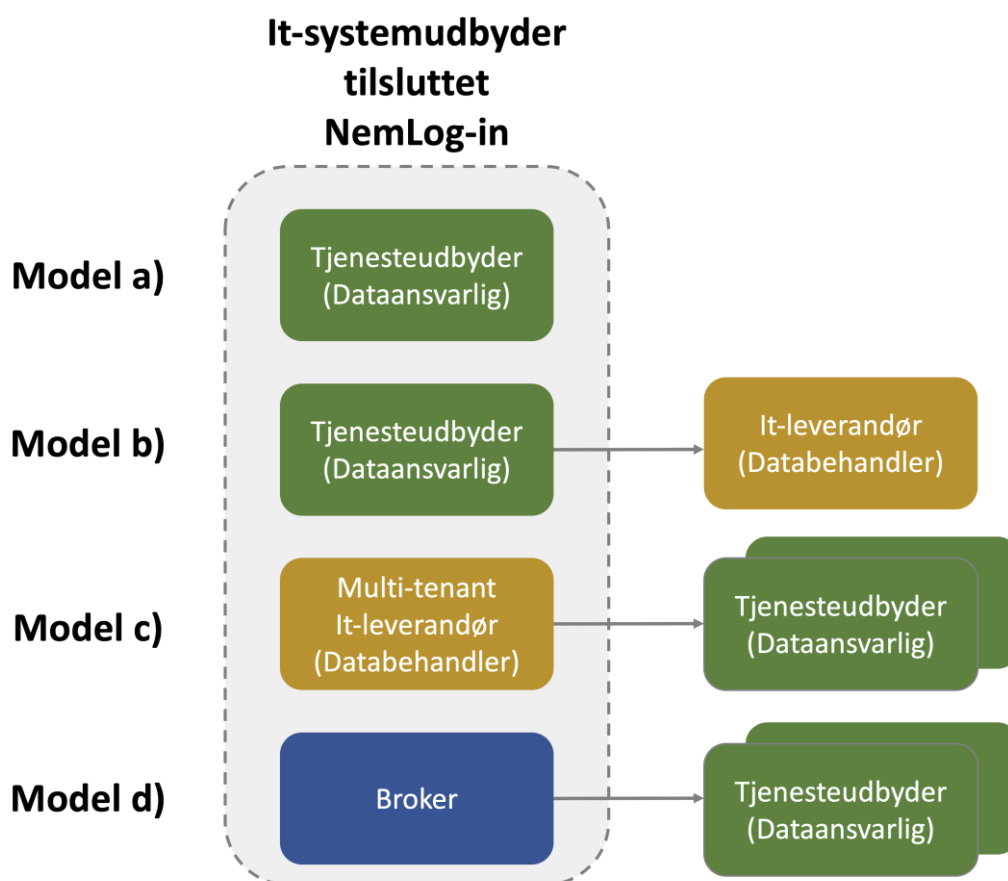 It-systemudbyder
tilsluttet
NemLog-in
Model a)
Tjenesteudbyder
(Dataansvarlig)
Model b)
Tjenesteudbyder
(Dataansvarlig)
It-leverandør
(Databehandler)
Model c)
Multi-tenant
It-leverandør
(Databehandler)
Tjenesteudbyder
(Dataansvarlig)
Model d)
Broker
Tjenesteudbyder
(Dataansvarlig)